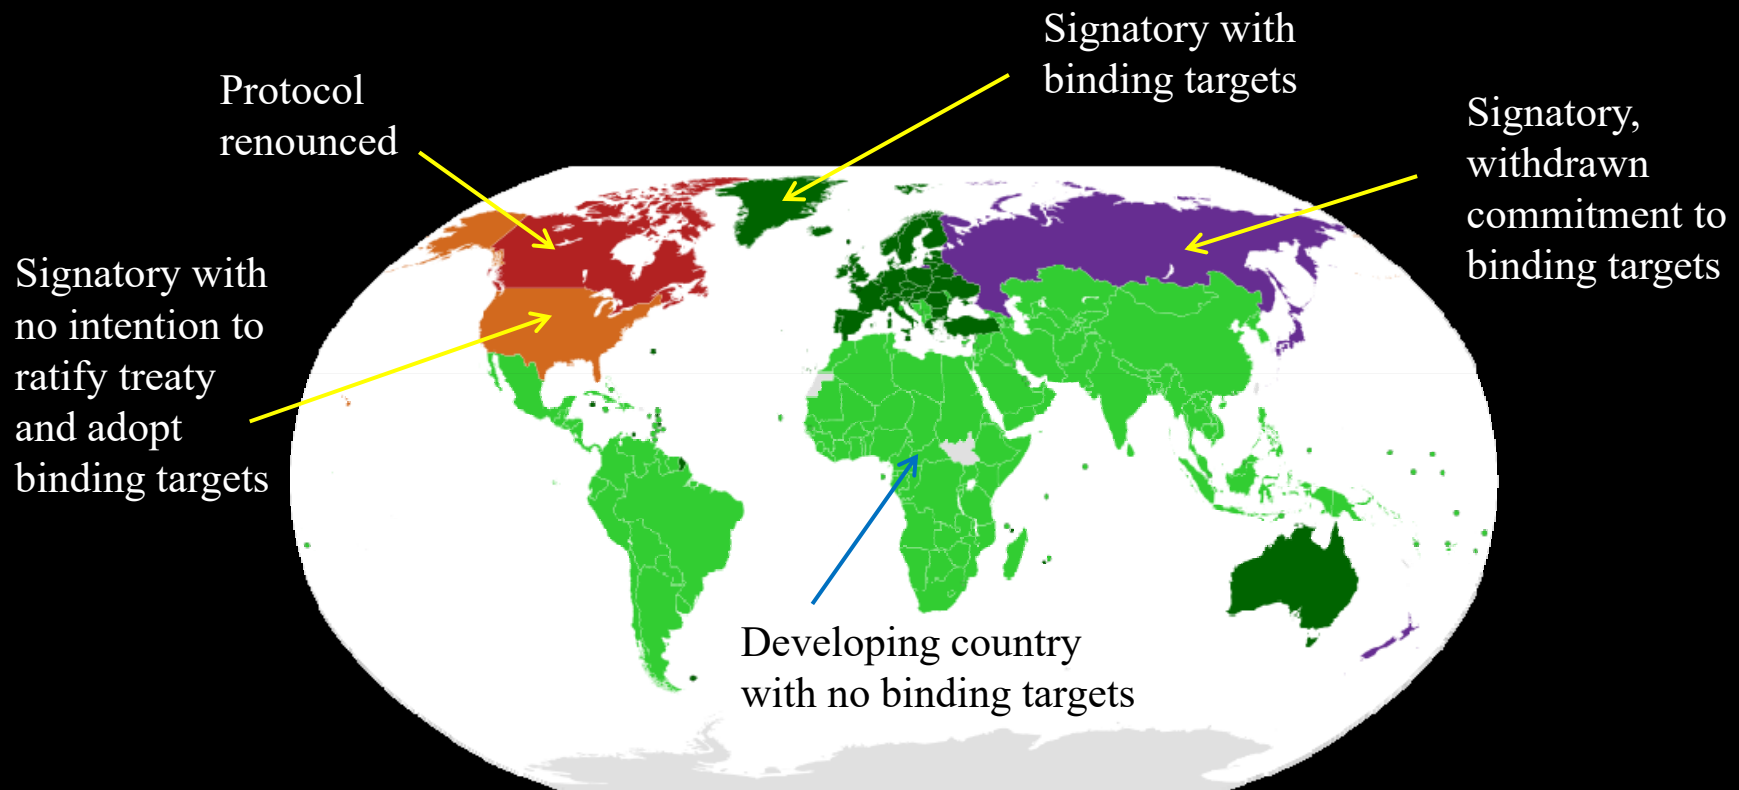 Signatory with
binding targets
Protocol
renounced
Signatory,
withdrawn
commitment to
binding targets
Signatory with
no intention to
ratify treaty
and adopt
binding targets
Developing country
with no binding targets